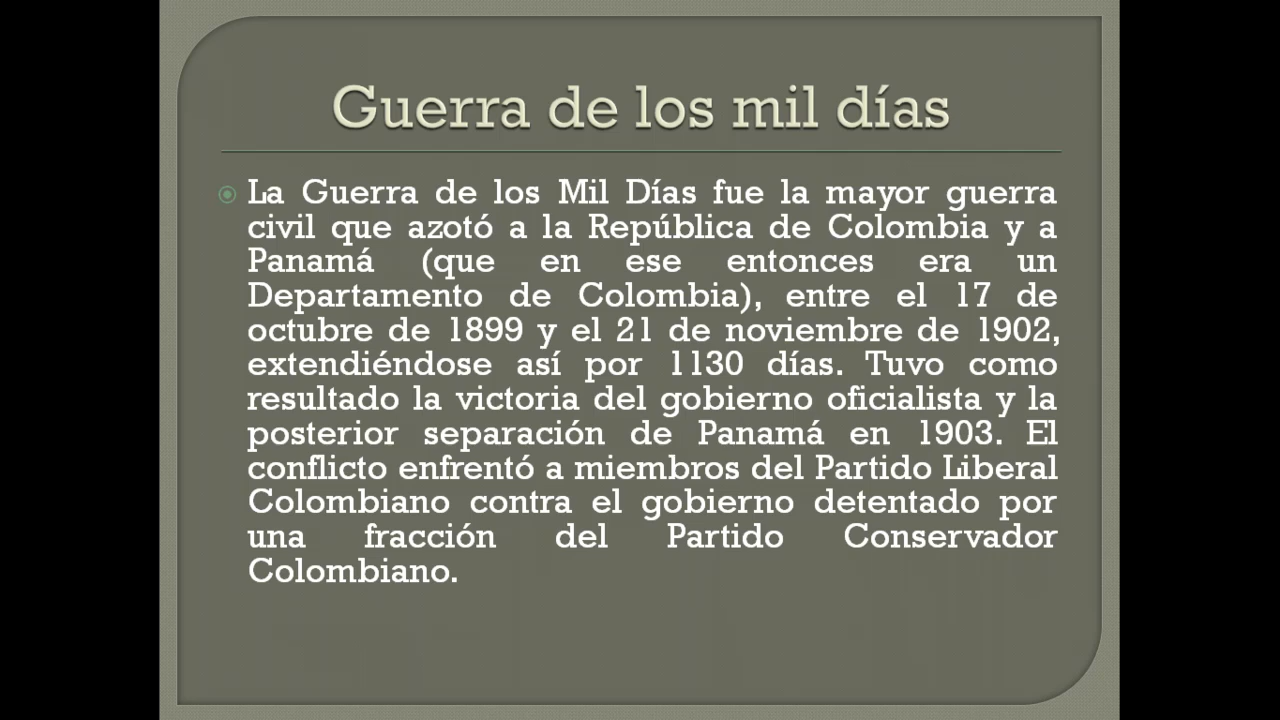 Guerra de los mil días
La Guerra de los Mil Días fue la mayor guerra
civil que azotó a la República de Colombia y a
Panamá (que en ese entonces era un
Departamento de Colombia), entre el 17 de
octubre de 1899 y el 21 de noviembre de 1902,
extendiéndose así por 1130 días. Tuvo como
resultado la victoria del gobierno oficialista y la
posterior separación de Panamá en 1903. El
conflicto enfrentó a miembros del Partido Liberal
Colombiano contra el gobierno detentado por
una fracción del Partido Conservador
Colombiano.